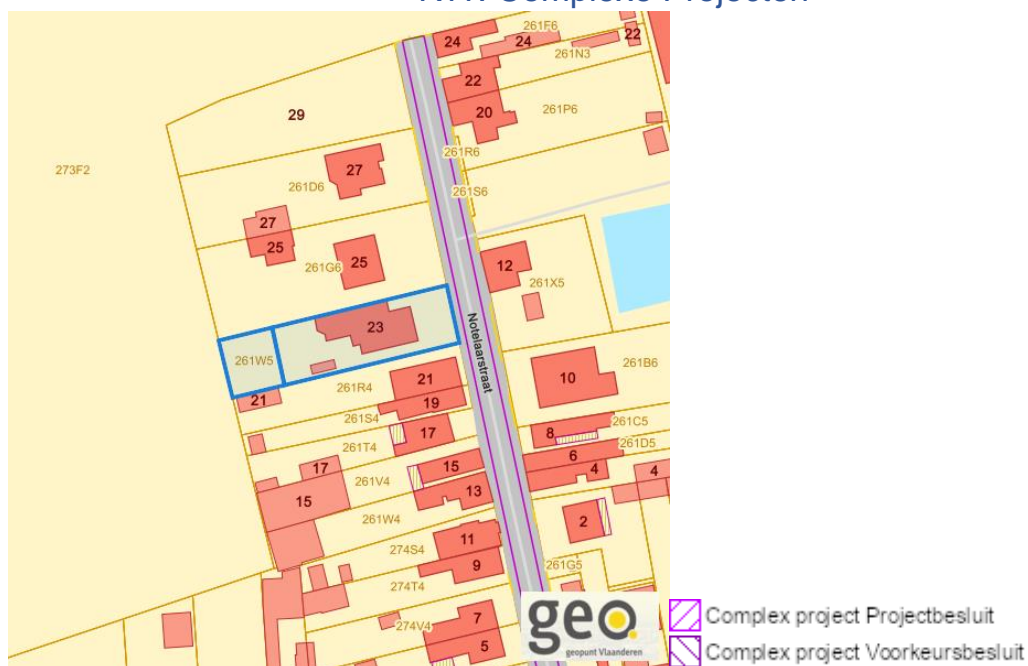 24
261F6
24
22
261N3
22
29
20
261P6
273F2
27
261R6
261D6
261S6
27
25
25
261G6
12
261X5
23
Notelaarstraat
261W5
21
261R4
10
261B6
21
19
261S4
261C5
17
8
261D5
261T4
6
17
15
4
4
261V4
15
13
261W4
2
11
274S4
9
261G5
274T4
7
274V4
5
geo
geopunt Vlaanderen
Complex project Projectbesluit
Complex project Voorkeursbesluit